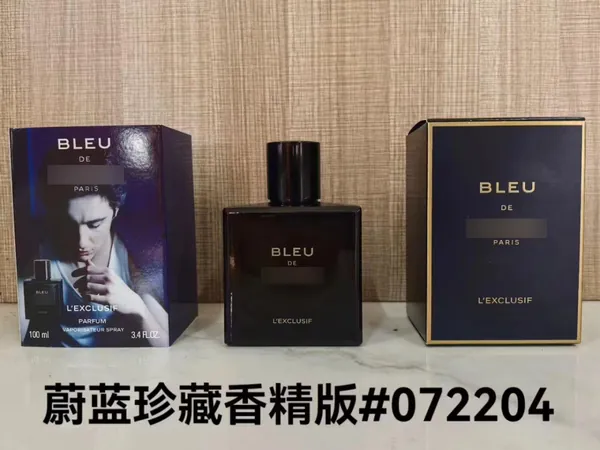 BLEU
DE
PARIS
BLEU
L'EXCLUSIF
PARFUM
VAPORISATEUR SPRAY
100 ml
3.4 FL.OZ.
BLEU
DE
L'EXCLUSIF
BLEU
DE
PARIS
L'EXCLUSIF
蔚蓝珍藏香精版#072204